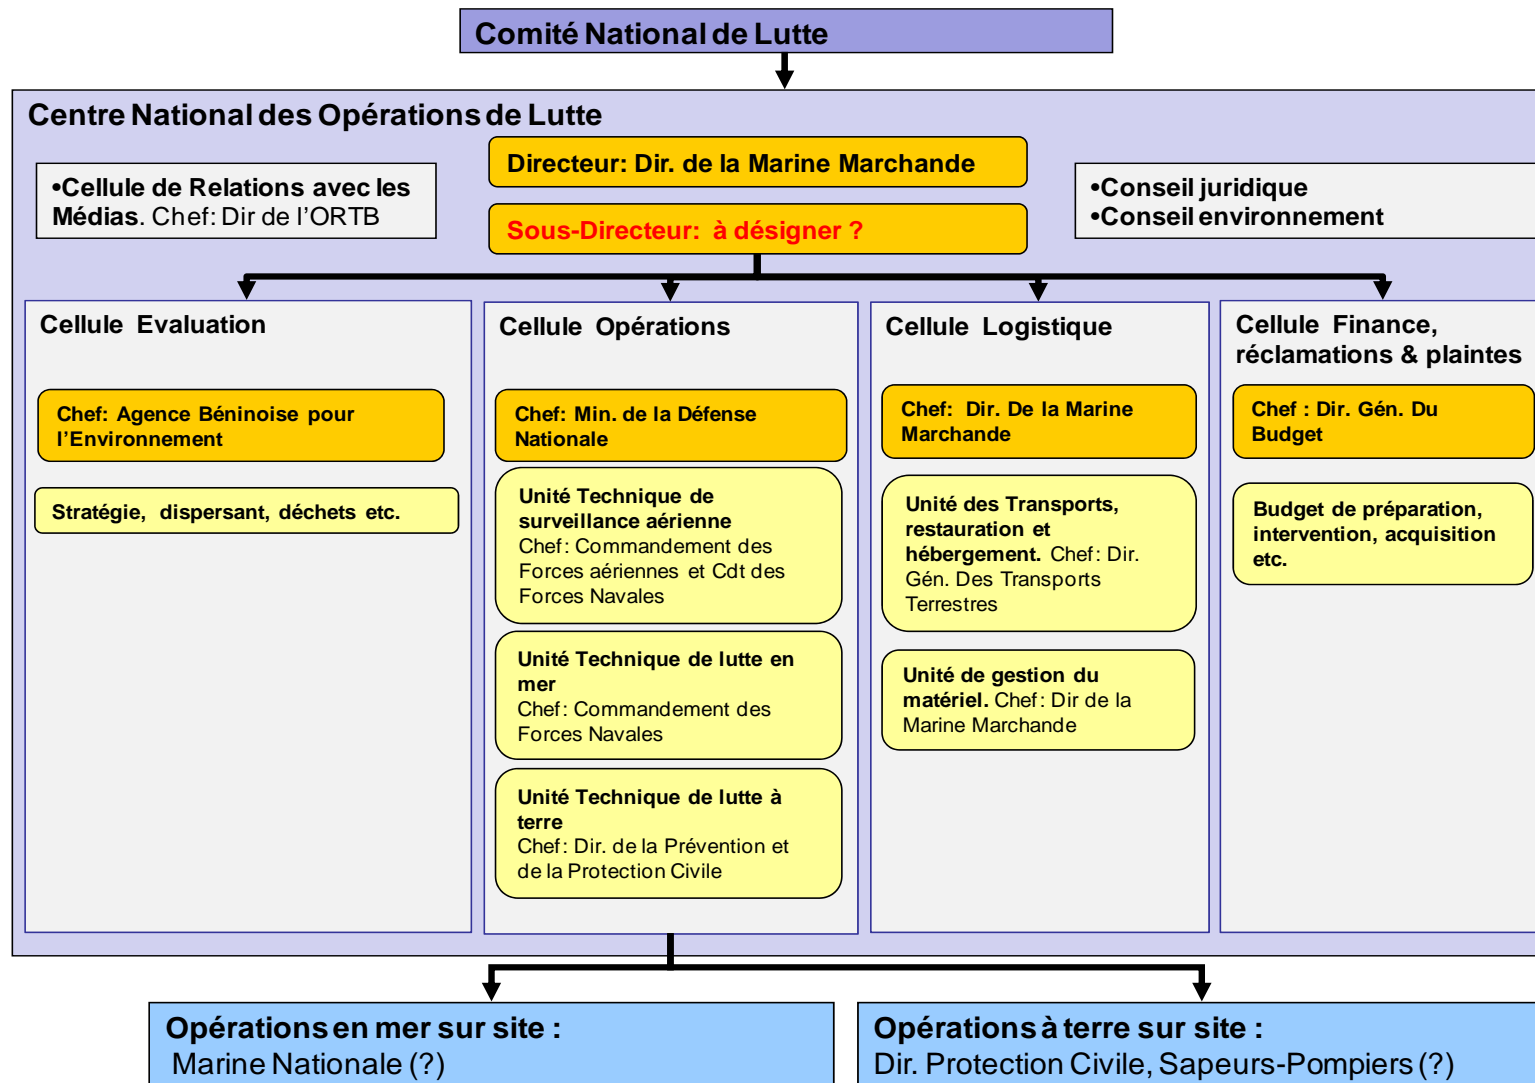 Comité National de Lutte
Centre National des Opérations de Lutte
Directeur: Dir. de la Marine Marchande
•Cellule de Relations avec les
Médias. Chef: Dir de l'ORTB
•Conseil juridique
•Conseil environnement
Sous-Directeur: à désigner ?
Cellule Evaluation
Chef: Agence Béninoise pour
l'Environnement
Stratégie, dispersant, déchets etc.
Cellule Opérations
Chef: Min. de la Défense
Nationale
Unité Technique de
surveillance aérienne
Chef: Commandement des
Forces aériennes et Cdt des
Forces Navales
Unité Technique de lutte en
mer
Chef: Commandement des
Forces Navales
Unité Technique de lutte à
terre
Chef: Dir. de la Prévention et
de la Protection Civile
Cellule Logistique
Chef: Dir. De la Marine
Marchande
Unité des Transports,
restauration et
hébergement. Chef: Dir.
Gén. Des Transports
Terrestres
Unité de gestion du
matériel. Chef: Dir de la
Marine Marchande
Cellule Finance,
réclamations & plaintes
Chef : Dir. Gén. Du
Budget
Budget de préparation,
intervention, acquisition
etc.
Opérations en mer sur site :
Marine Nationale (?)
Opérations à terre sur site :
Dir. Protection Civile, Sapeurs-Pompiers (?)